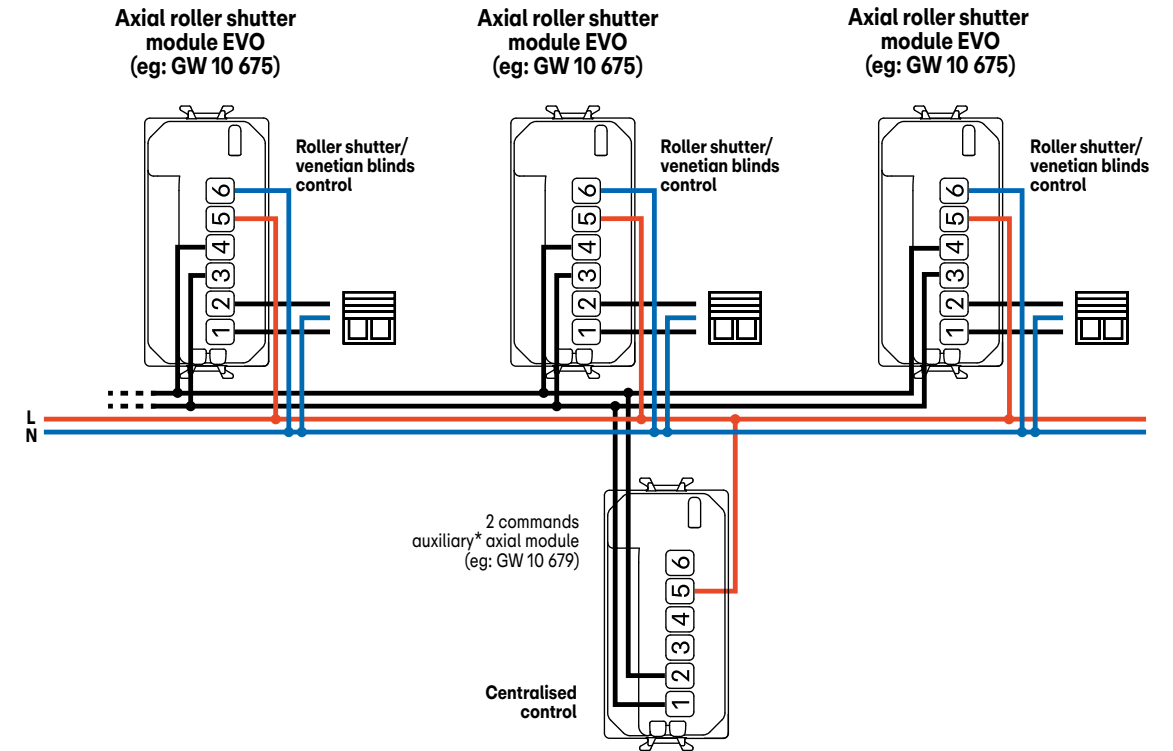 Axial roller shutter
module EVO
(eg: GW 10 675)
Axial roller shutter
module EVO
(eg: GW 10 675)
Axial roller shutter
module EVO
(eg: GW 10 675)
Roller shutter/
venetian blinds
control
6
5
4
3
2
1
Roller shutter/
venetian blinds
control
6
5
4
3
2
1
Roller shutter/
venetian blinds
control
6
5
4
3
2
1
L
N
2 commands
auxiliary* axial module
(eg: GW 10 679)
6
5
4
3
2
1
Centralised
control